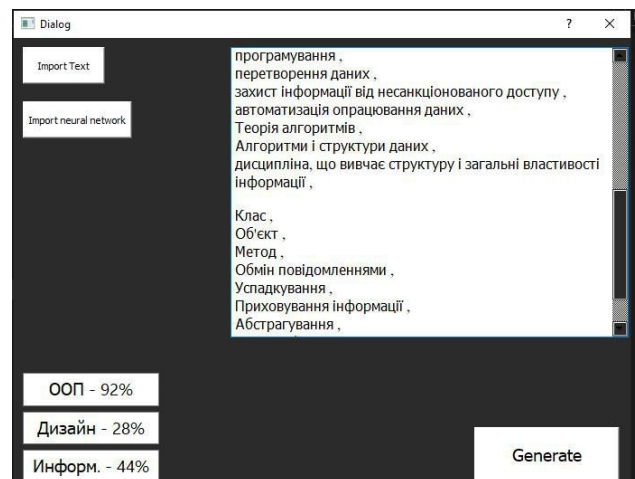 Dialog
?
×
Import Text
Import neural network
програмування ,
перетворення даних ,
захист інформації від несанкціонованого доступу ,
автоматизація опрацювання даних ,
Теорія алгоритмів ,
Алгоритми і структури даних ,
дисципліна, що вивчає структуру і загальні властивості
інформації ,
Клас ,
Об'єкт ,
Метод ,
Обмін повідомленнями ,
Успадкування ,
Приховування інформації ,
Абстрагування ,
ООП - 92%
Дизайн - 28%
Информ. - 44%
Generate